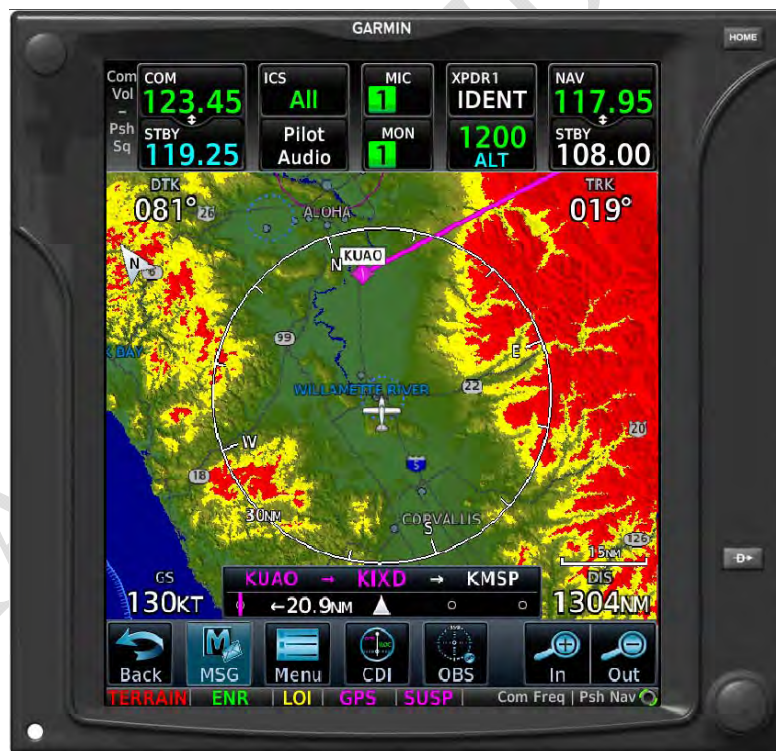 GARMIN
HOME
Com Vol – Psh Sq
COM 123.45
STBY 119.25
ICS All
Pilot Audio
MIC 1
MON 1
XPDR1 IDENT
1200 ALT
NAV 117.95
STBY 108.00
DTK 081°
TRK 019°
26
ALOHA
N
N
KUAO
6
99
BAY
E
WILLAMETTE RIVER
22
20
W
18
5
30NM
CORVALLIS
S
126
15NM
GS 130KT
KUAO → KIXD → KMSP
←20.9NM
DIS 1304NM
D
Back MSG Menu CDI OBS In Out
TERRAIN ENR LOI GPS SUSP Com Freq | Psh Nav